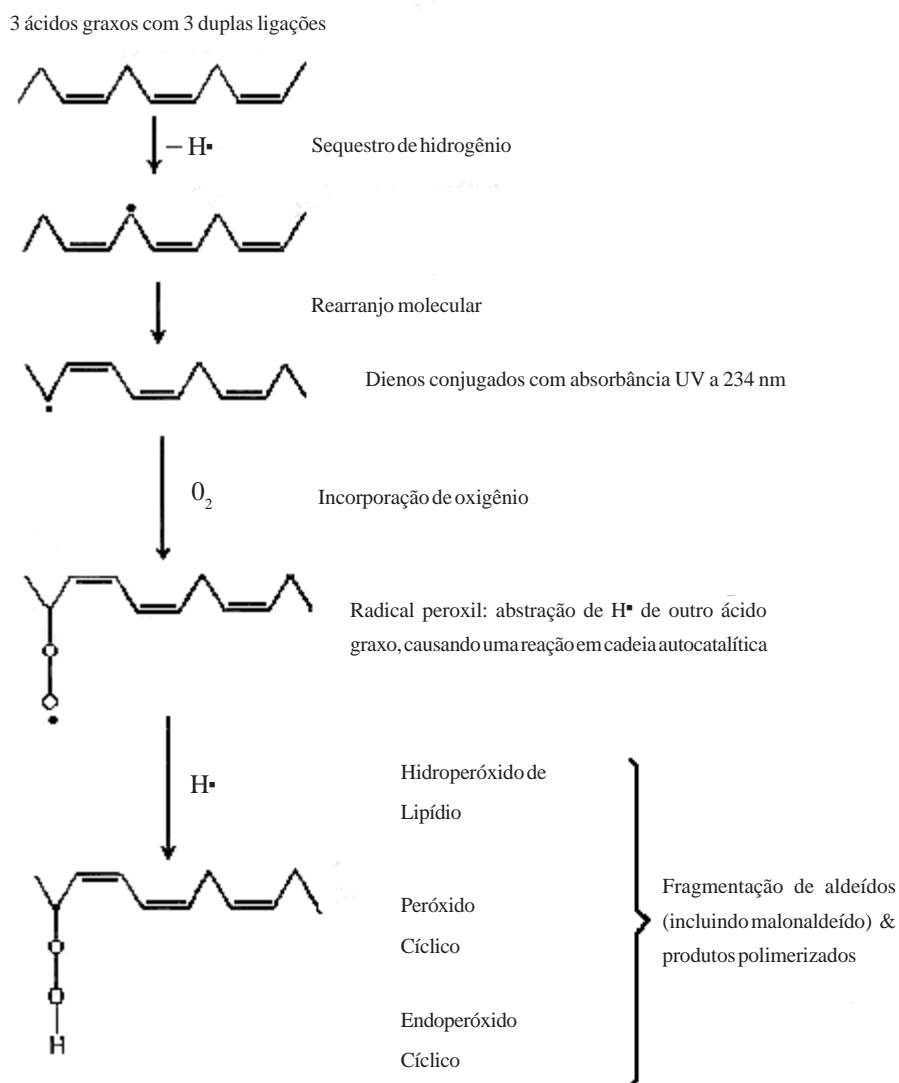 3 ácidos graxos com 3 duplas ligações
– H▪
Sequestro de hidrogênio
Rearranjo molecular
Dienos conjugados com absorbância UV a 234 nm
0₂
Incorporação de oxigênio
Radical peroxil: abstração de H▪ de outro ácido
graxo, causando uma reação em cadeia autocatalítica
O
O
H▪
Hidroperóxido de
Lipídio
Peróxido
Cíclico
Endoperóxido
Cíclico
Fragmentação de aldeídos
(incluindo malonaldeído) &
produtos polimerizados
O
O
H